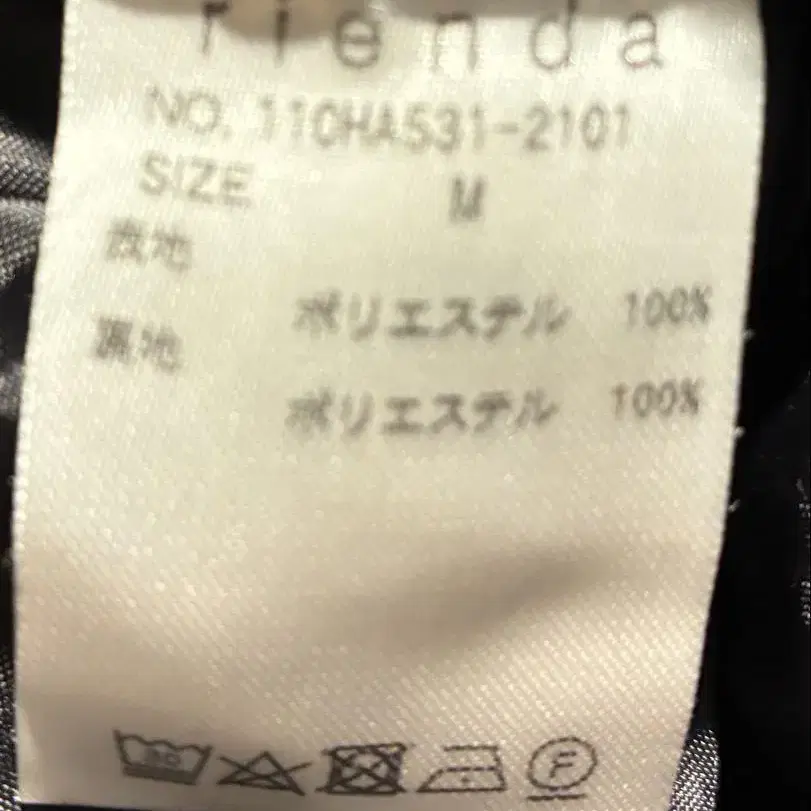 rienda
NO. 110HA531-2101
SIZE M
表地
ポリエステル 100%
裏地
ポリエステル 100%
30
F